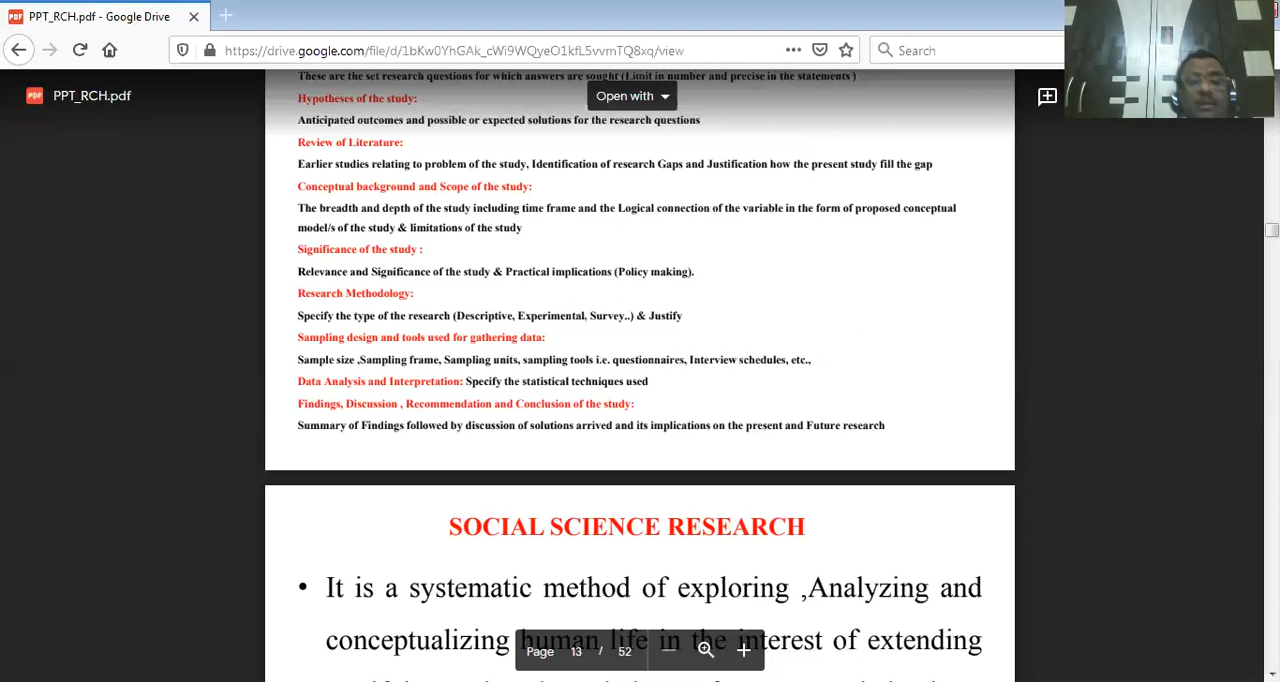 PPT_RCH.pdf - Google Drive
https://drive.google.com/file/d/1bKw0YhGAk_cWi9WQyeO1kfL5vvmTQ8xq/view
Search
PPT_RCH.pdf
Open with
These are the set research questions for which answers are sought (Limit in number and precise in the statements )
Hypotheses of the study:
Anticipated outcomes and possible or expected solutions for the research questions
Review of Literature:
Earlier studies relating to problem of the study, Identification of research Gaps and Justification how the present study fill the gap
Conceptual background and Scope of the study:
The breadth and depth of the study including time frame and the Logical connection of the variable in the form of proposed conceptual
model/s of the study & limitations of the study
Significance of the study :
Relevance and Significance of the study & Practical implications (Policy making).
Research Methodology:
Specify the type of the research (Descriptive, Experimental, Survey..) & Justify
Sampling design and tools used for gathering data:
Sample size ,Sampling frame, Sampling units, sampling tools i.e. questionnaires, Interview schedules, etc.,
Data Analysis and Interpretation: Specify the statistical techniques used
Findings, Discussion , Recommendation and Conclusion of the study:
Summary of Findings followed by discussion of solutions arrived and its implications on the present and Future research
SOCIAL SCIENCE RESEARCH
• It is a systematic method of exploring ,Analyzing and
conceptualizing human life in the interest of extending
Page 13 / 52